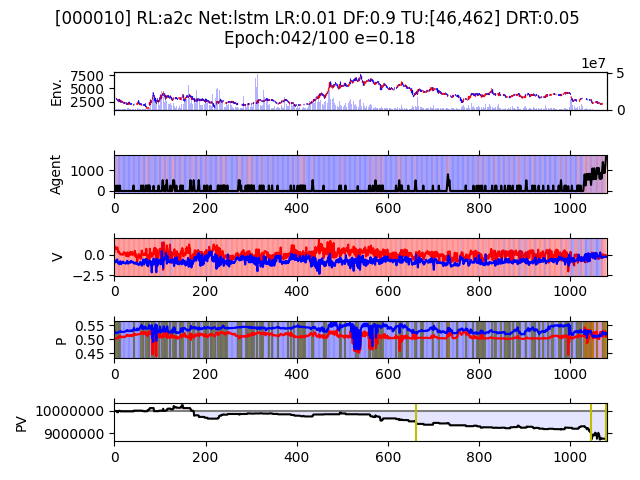 [000010] RL:a2c Net:lstm LR:0.01 DF:0.9 TU:[46,462] DRT:0.05
Epoch:042/100 e=0.18
1e7
Env.
7500
5000
2500
5
0
Agent
1000
0
0 200 400 600 800 1000
V
0.0
−2.5
0 200 400 600 800 1000
P
0.55
0.50
0.45
0 200 400 600 800 1000
PV
10000000
9000000
0 200 400 600 800 1000